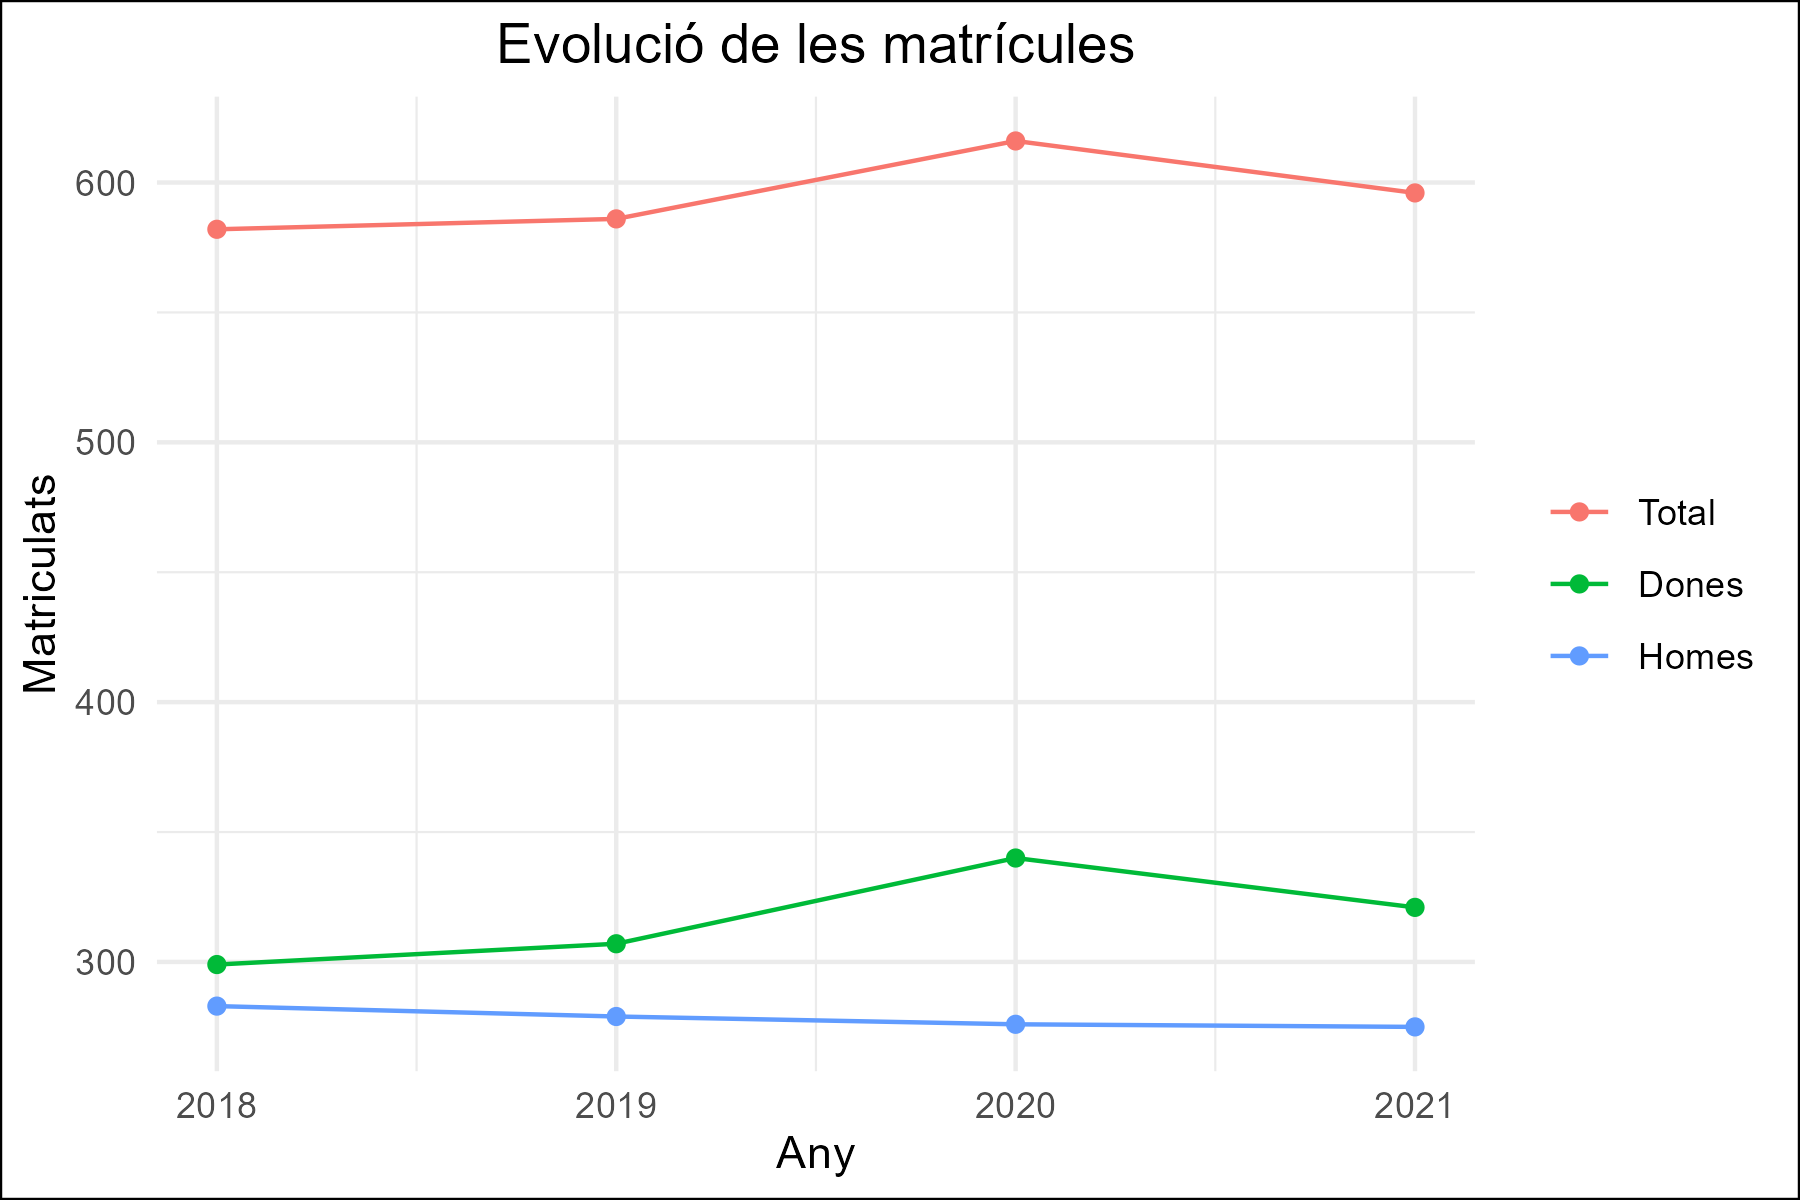 Evolució de les matrícules
600
500
400
300
Matriculats
2018
2019
2020
2021
Any
Total
Dones
Homes